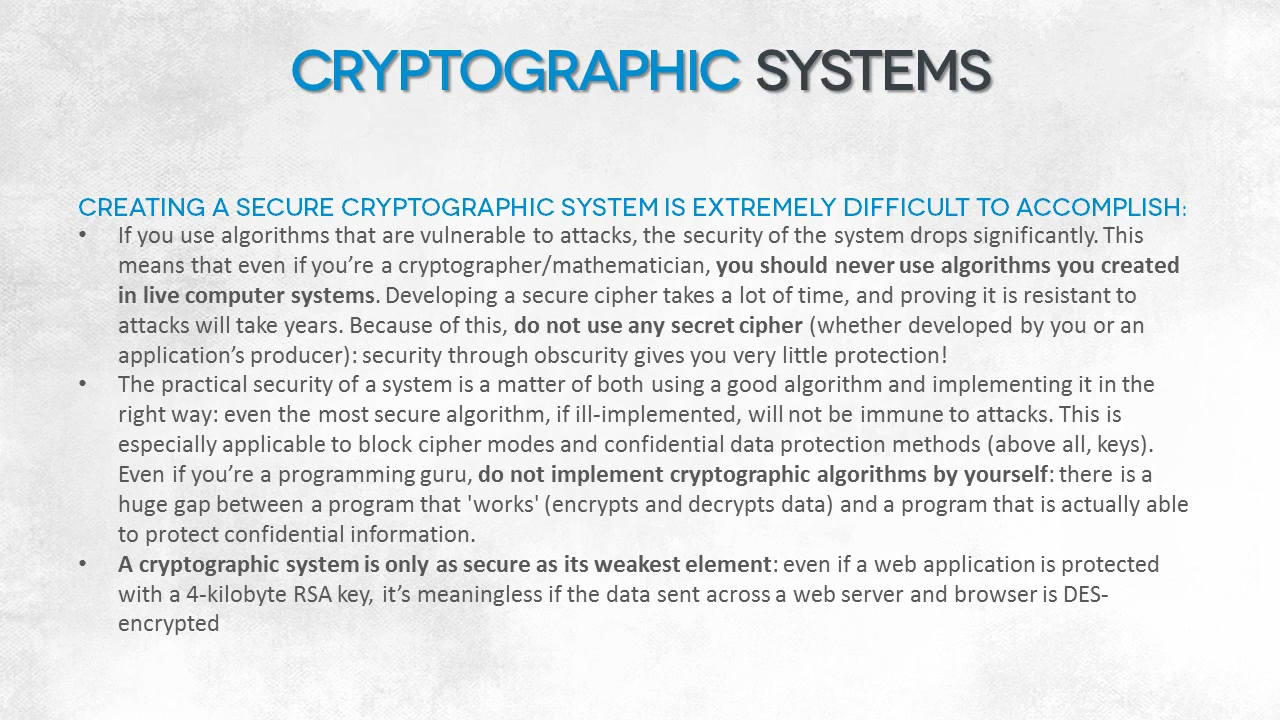 CRYPTOGRAPHIC SYSTEMS
CREATING A SECURE CRYPTOGRAPHIC SYSTEM IS EXTREMELY DIFFICULT TO ACCOMPLISH:
• If you use algorithms that are vulnerable to attacks, the security of the system drops significantly. This
means that even if you’re a cryptographer/mathematician, you should never use algorithms you created
in live computer systems. Developing a secure cipher takes a lot of time, and proving it is resistant to
attacks will take years. Because of this, do not use any secret cipher (whether developed by you or an
application’s producer): security through obscurity gives you very little protection!
• The practical security of a system is a matter of both using a good algorithm and implementing it in the
right way: even the most secure algorithm, if ill-implemented, will not be immune to attacks. This is
especially applicable to block cipher modes and confidential data protection methods (above all, keys).
Even if you’re a programming guru, do not implement cryptographic algorithms by yourself: there is a
huge gap between a program that 'works' (encrypts and decrypts data) and a program that is actually able
to protect confidential information.
• A cryptographic system is only as secure as its weakest element: even if a web application is protected
with a 4-kilobyte RSA key, it’s meaningless if the data sent across a web server and browser is DES-
encrypted